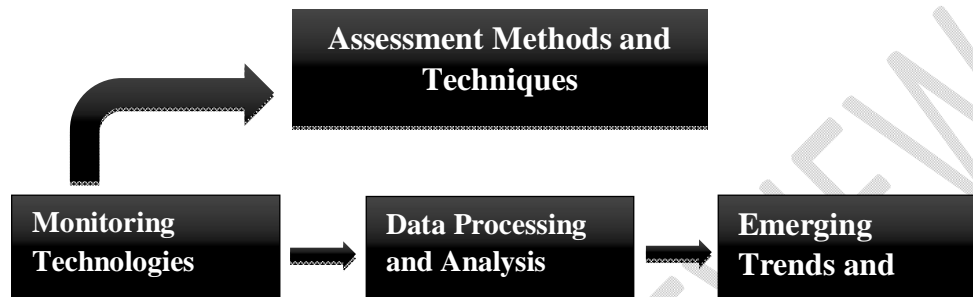 Assessment Methods and
Techniques
Monitoring
Technologies
Data Processing
and Analysis
Emerging
Trends and